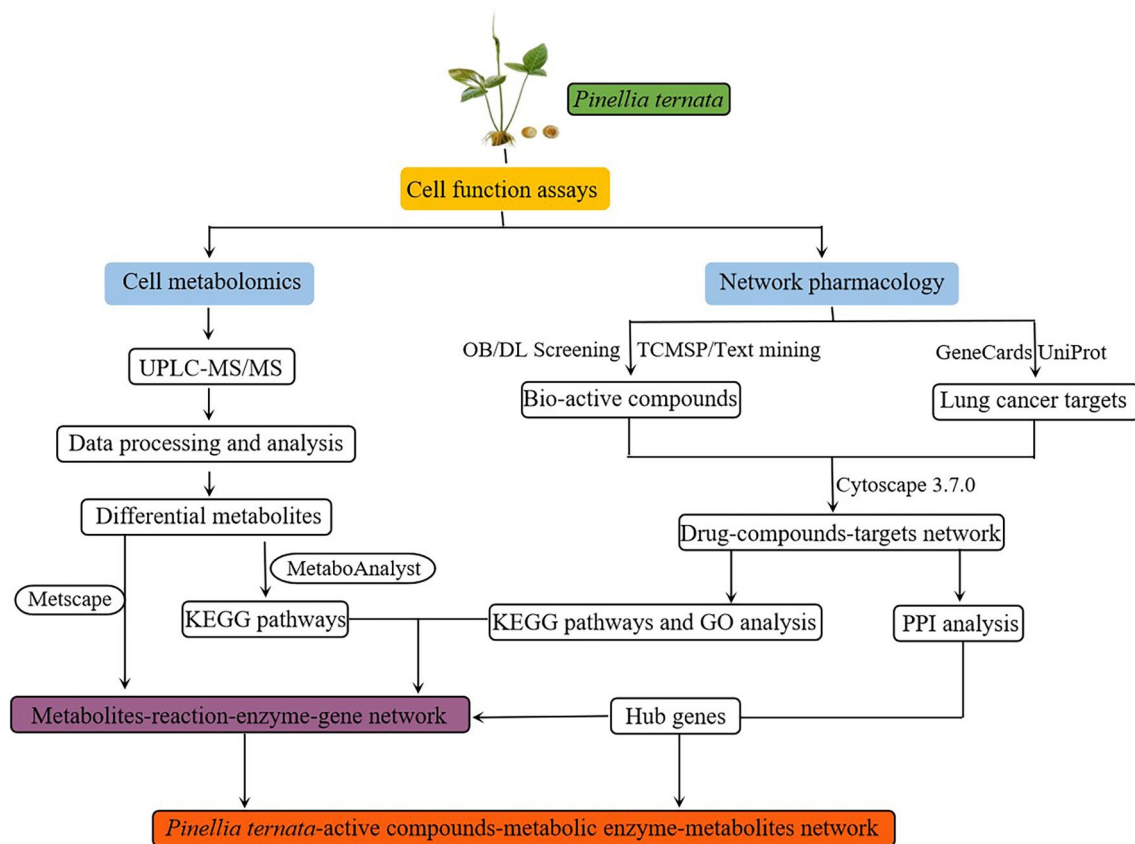 Pinellia ternata
Cell function assays
Cell metabolomics
Network pharmacology
UPLC-MS/MS
OB/DL Screening
TCMSP/Text mining
GeneCards
UniProt
Bio-active compounds
Lung cancer targets
Data processing and analysis
Cytoscape 3.7.0
Differential metabolites
Drug-compounds-targets network
MetaboAnalyst
Metscape
KEGG pathways
KEGG pathways and GO analysis
PPI analysis
Metabolites-reaction-enzyme-gene network
Hub genes
Pinellia ternata-active compounds-metabolic enzyme-metabolites network